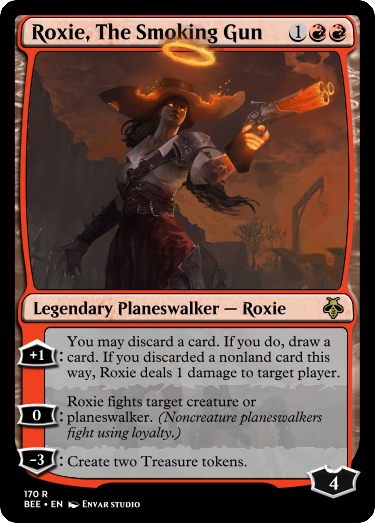 Roxie, The Smoking Gun 1
Legendary Planeswalker — Roxie
+1: You may discard a card. If you do, draw a
card. If you discarded a nonland card this
way, Roxie deals 1 damage to target player.
0: Roxie fights target creature or
planeswalker. (Noncreature planeswalkers
fight using loyalty.)
-3: Create two Treasure tokens.
4
170 R
BEE • EN ENVAR STUDIO